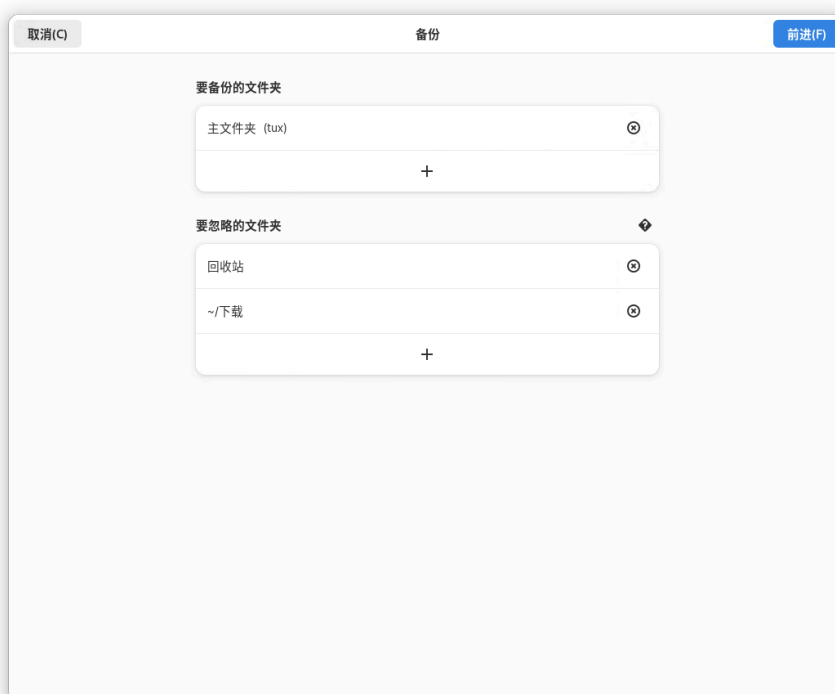 取消(C)
备份
前进(F)
要备份的文件夹
主文件夹 (tux)
要忽略的文件夹
回收站
~/下载